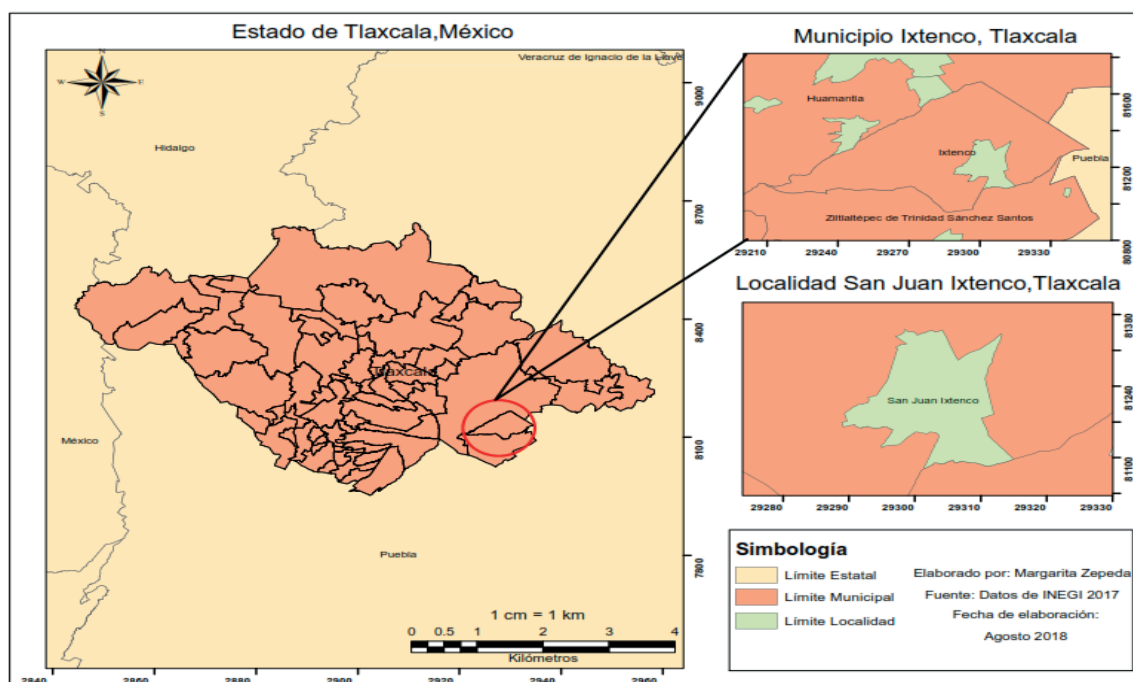 Estado de Tlaxcala,México
N
W
E
S
Veracruz de Ignacio de la Llave
Hidalgo
Tlaxcala
México
Puebla
1 cm = 1 km
0 0.5 1 2 3 4
Kilómetros
9000
8700
8400
8100
7800
2840 2860 2880 2900 2920 2940 2960
Municipio Ixtenco, Tlaxcala
Huamantla
Ixtenco
Puebla
Ziltlaltépec de Trinidad Sánchez Santos
81600
81200
80800
29210 29240 29270 29300 29330
Localidad San Juan Ixtenco,Tlaxcala
San Juan Ixtenco
81380
81240
81100
29280 29290 29300 29310 29320 29330
Simbología
Límite Estatal
Límite Municipal
Límite Localidad
Elaborado por: Margarita Zepeda
Fuente: Datos de INEGI 2017
Fecha de elaboración:
Agosto 2018